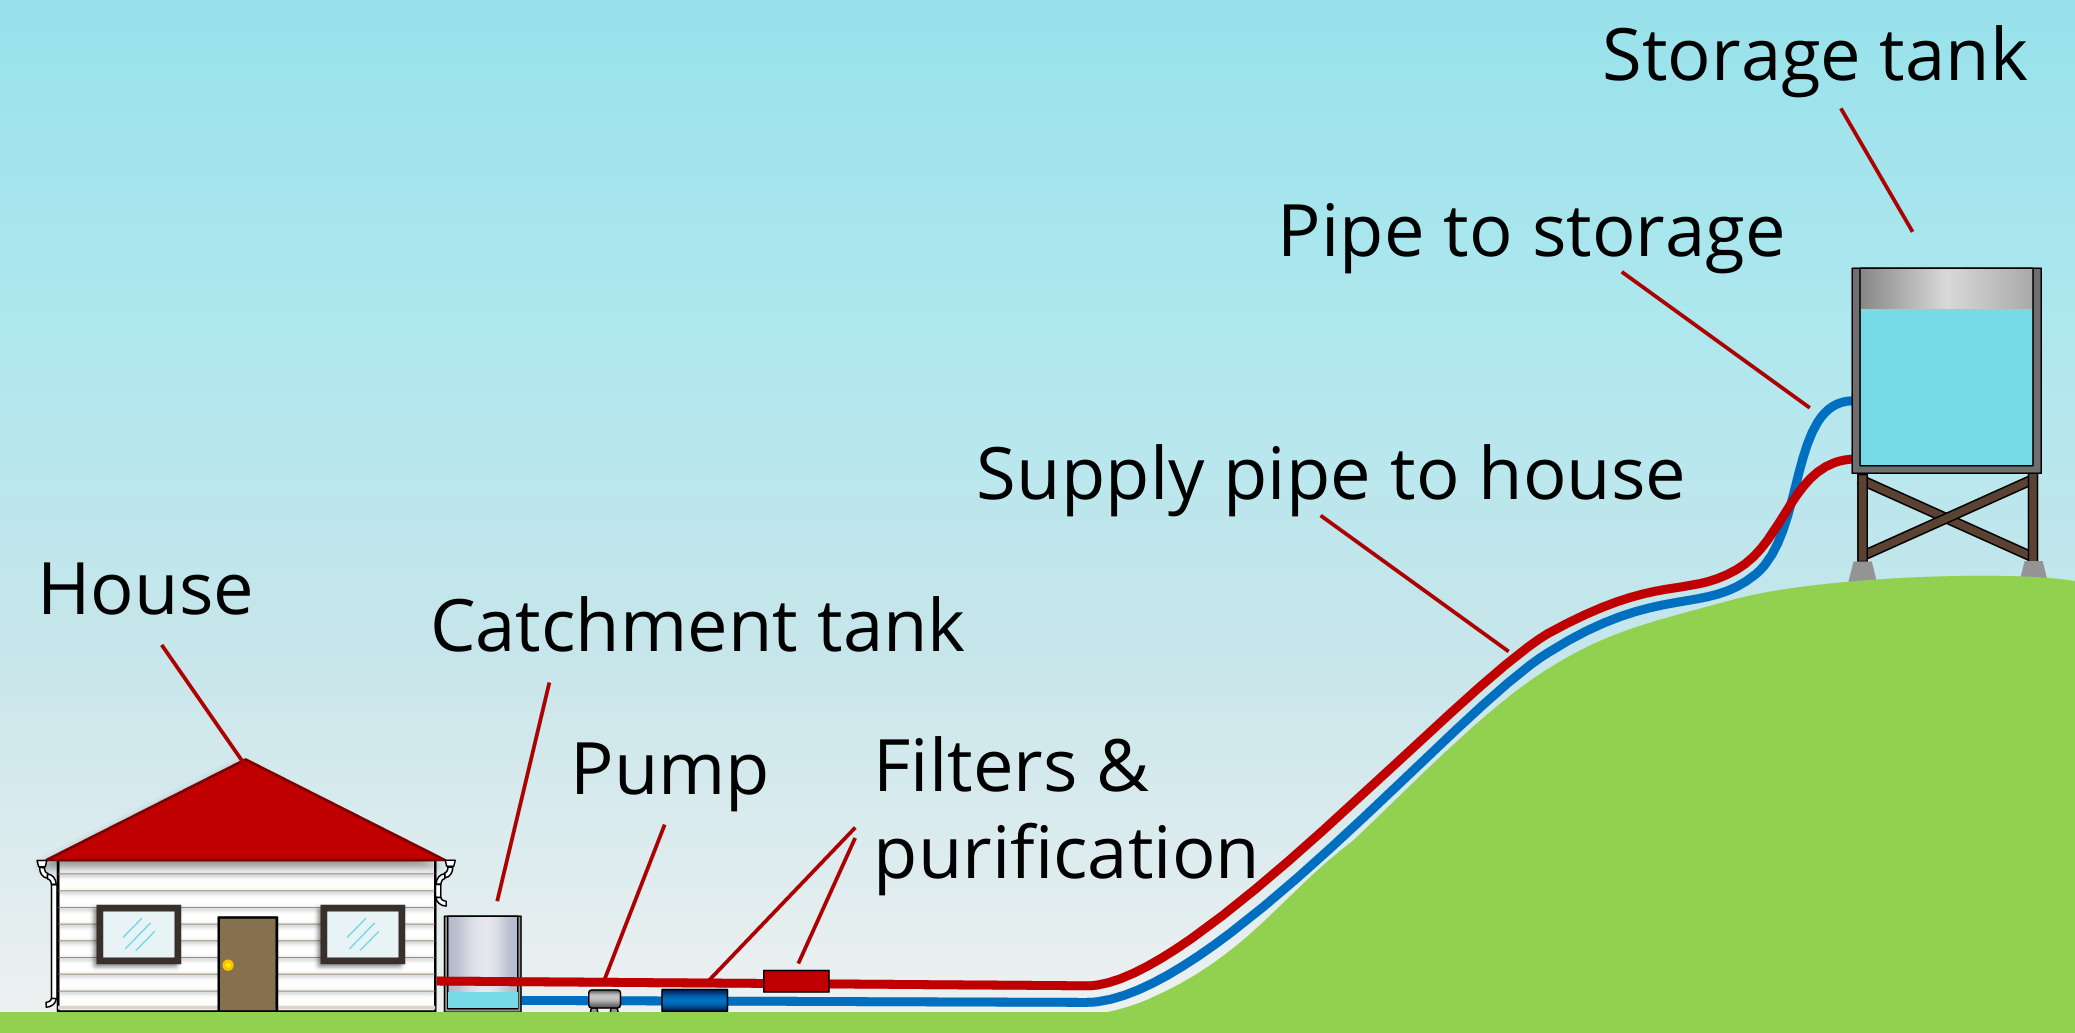 Storage tank
Pipe to storage
Supply pipe to house
House
Catchment tank
Pump
Filters &
purification